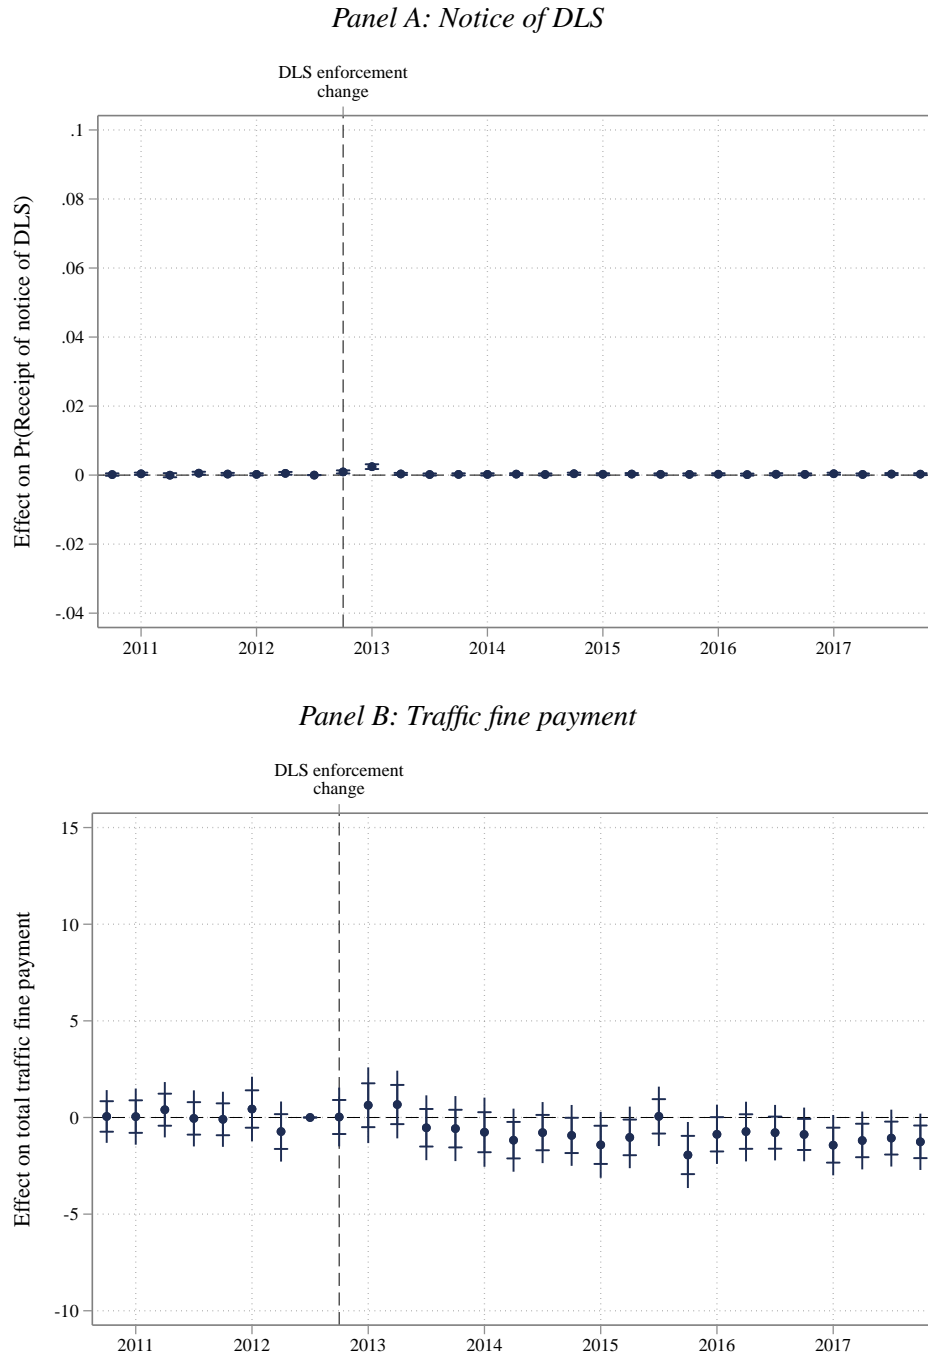 Panel A: Notice of DLS
DLS enforcement
change
Effect on Pr(Receipt of notice of DLS)
.1
.08
.06
.04
.02
0
-.02
-.04
2011 2012 2013 2014 2015 2016 2017
Panel B: Traffic fine payment
DLS enforcement
change
Effect on total traffic fine payment
15
10
5
0
-5
-10
2011 2012 2013 2014 2015 2016 2017